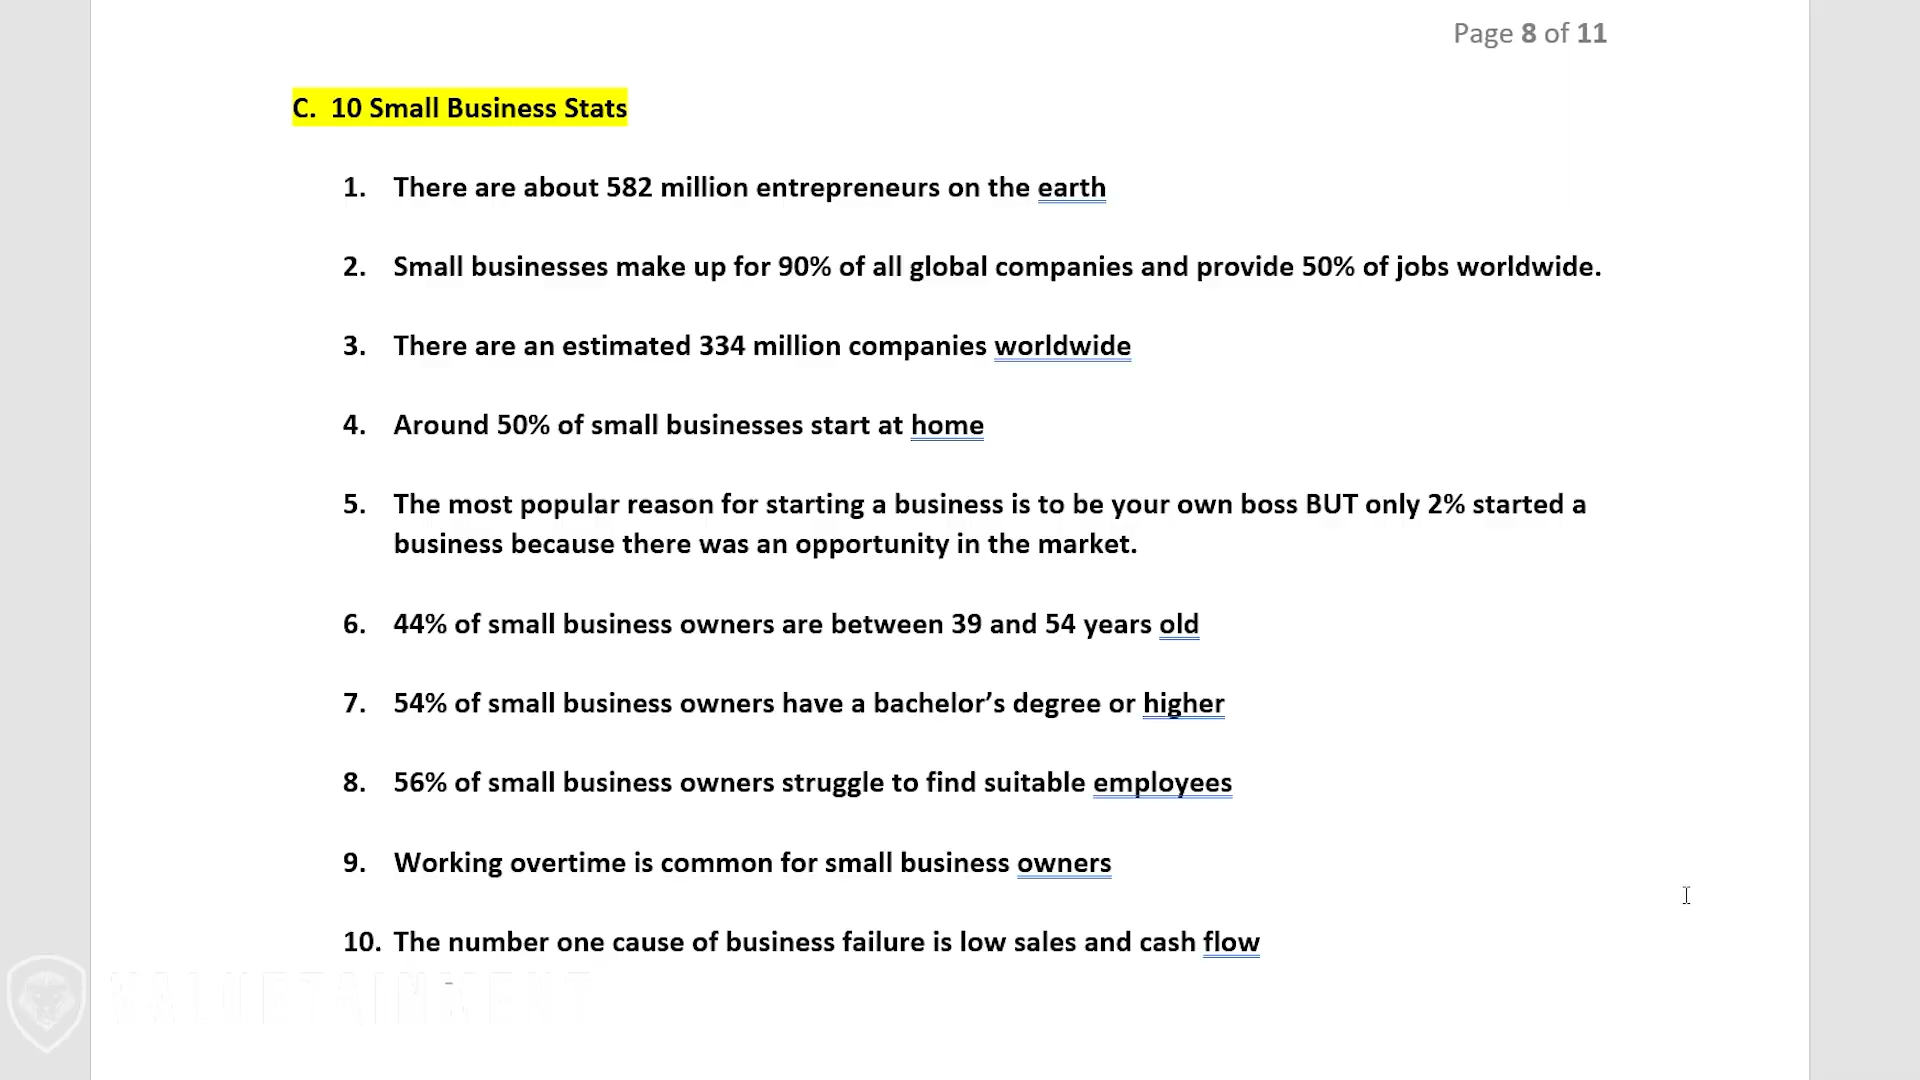 Page 8 of 11
C. 10 Small Business Stats
1. There are about 582 million entrepreneurs on the earth
2. Small businesses make up for 90% of all global companies and provide 50% of jobs worldwide.
3. There are an estimated 334 million companies worldwide
4. Around 50% of small businesses start at home
5. The most popular reason for starting a business is to be your own boss BUT only 2% started a
business because there was an opportunity in the market.
6. 44% of small business owners are between 39 and 54 years old
7. 54% of small business owners have a bachelor’s degree or higher
8. 56% of small business owners struggle to find suitable employees
9. Working overtime is common for small business owners
10. The number one cause of business failure is low sales and cash flow
VALUETAINMENT